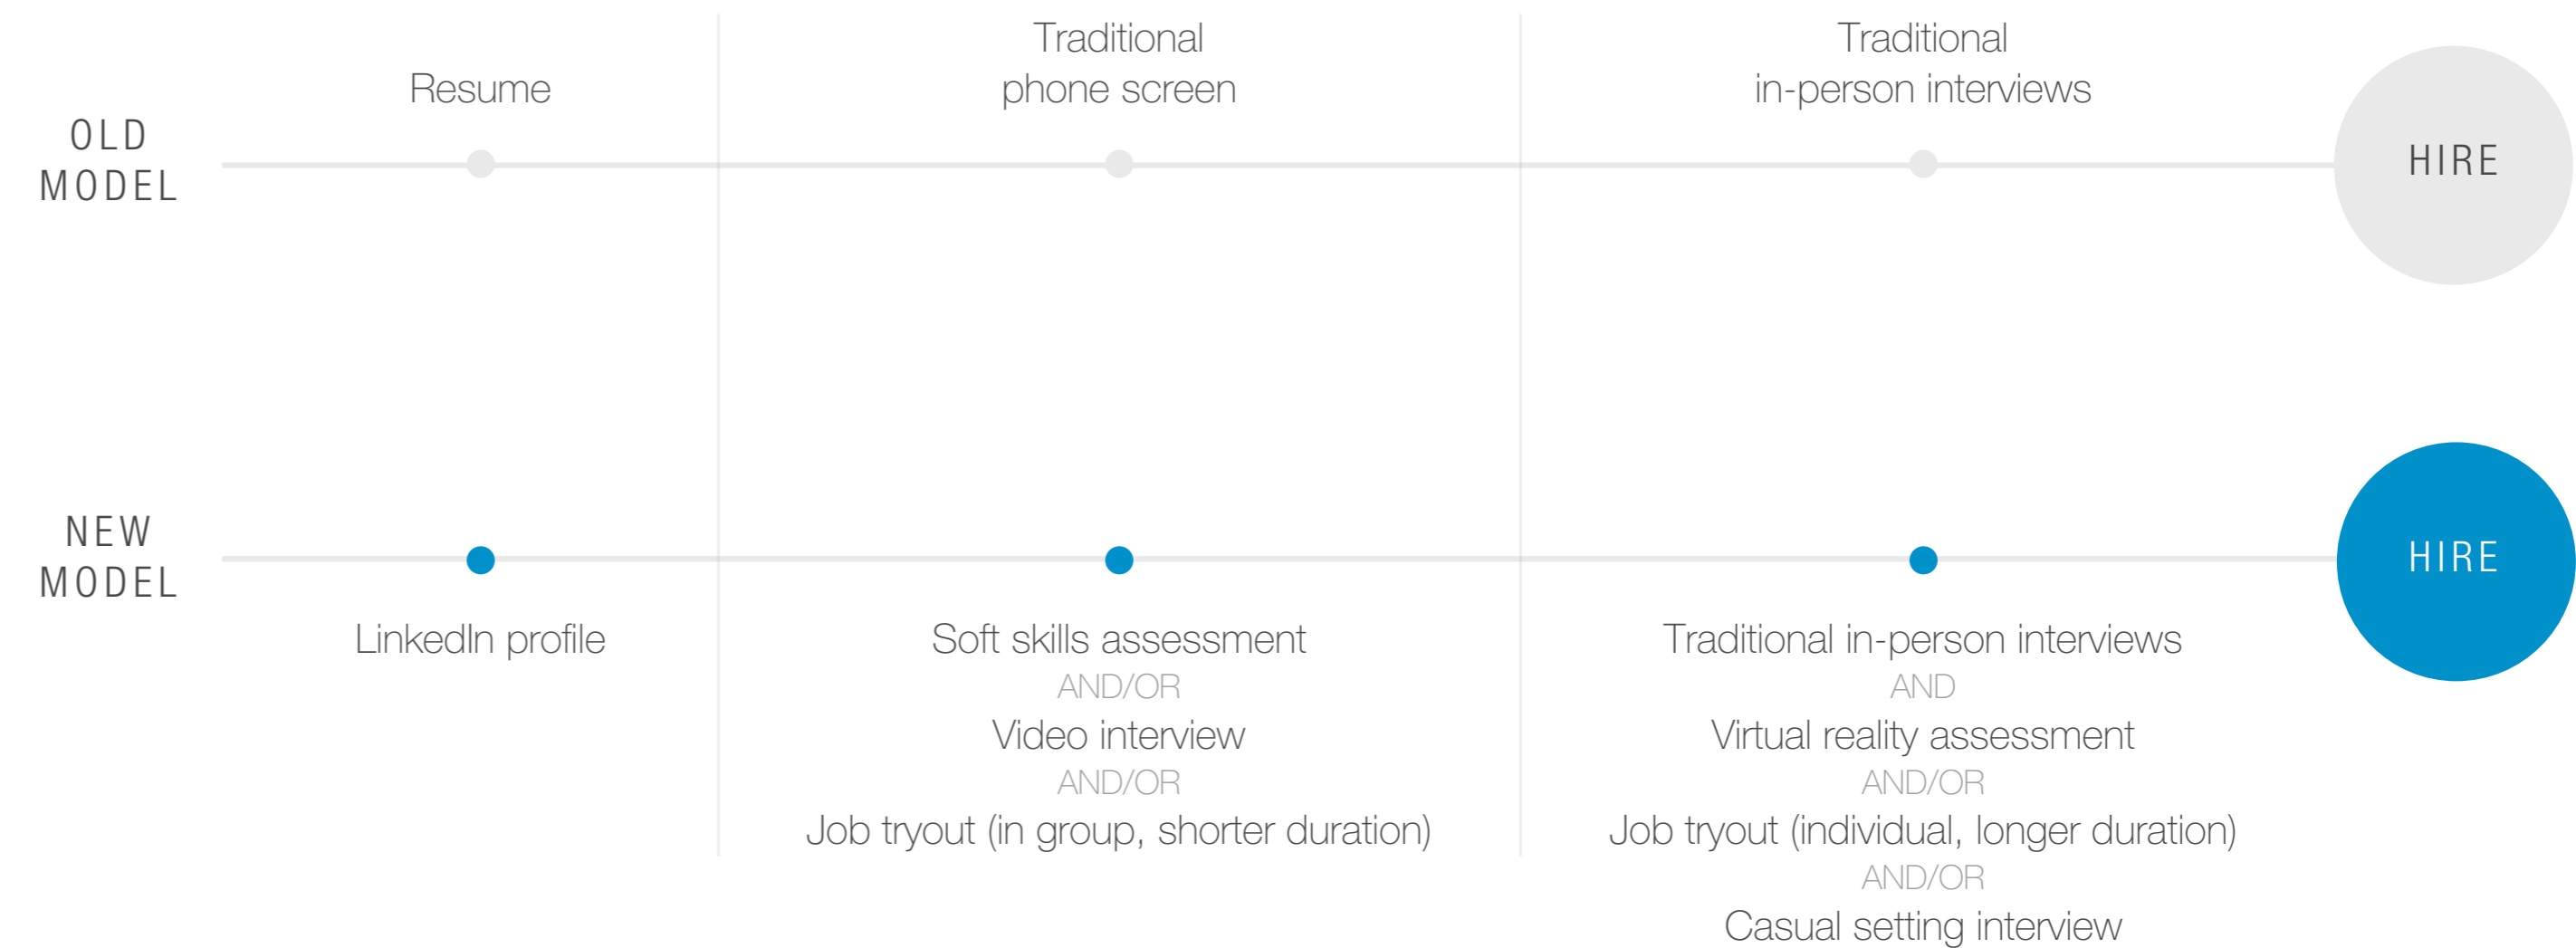 OLD
MODEL
Resume
Traditional
phone screen
Traditional
in-person interviews
HIRE
NEW
MODEL
LinkedIn profile
Soft skills assessment
AND/OR
Video interview
AND/OR
Job tryout (in group, shorter duration)
Traditional in-person interviews
AND
Virtual reality assessment
AND/OR
Job tryout (individual, longer duration)
AND/OR
Casual setting interview
HIRE